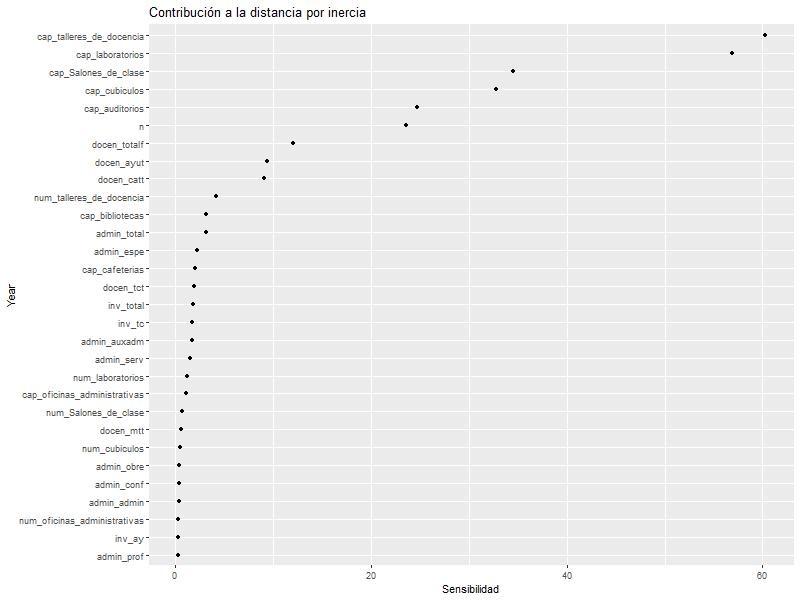 Contribución a la distancia por inercia
cap_talleres_de_docencia
cap_laboratorios
cap_Salones_de_clase
cap_cubiculos
cap_auditorios
n
docen_totalf
docen_ayut
docen_catt
num_talleres_de_docencia
cap_bibliotecas
admin_total
admin_espe
cap_cafeterias
docen_tct
inv_total
inv_tc
admin_auxadm
admin_serv
num_laboratorios
cap_oficinas_administrativas
num_Salones_de_clase
docen_mtt
num_cubiculos
admin_obre
admin_conf
admin_admin
num_oficinas_administrativas
inv_ay
admin_prof
Year
0 20 40 60
Sensibilidad